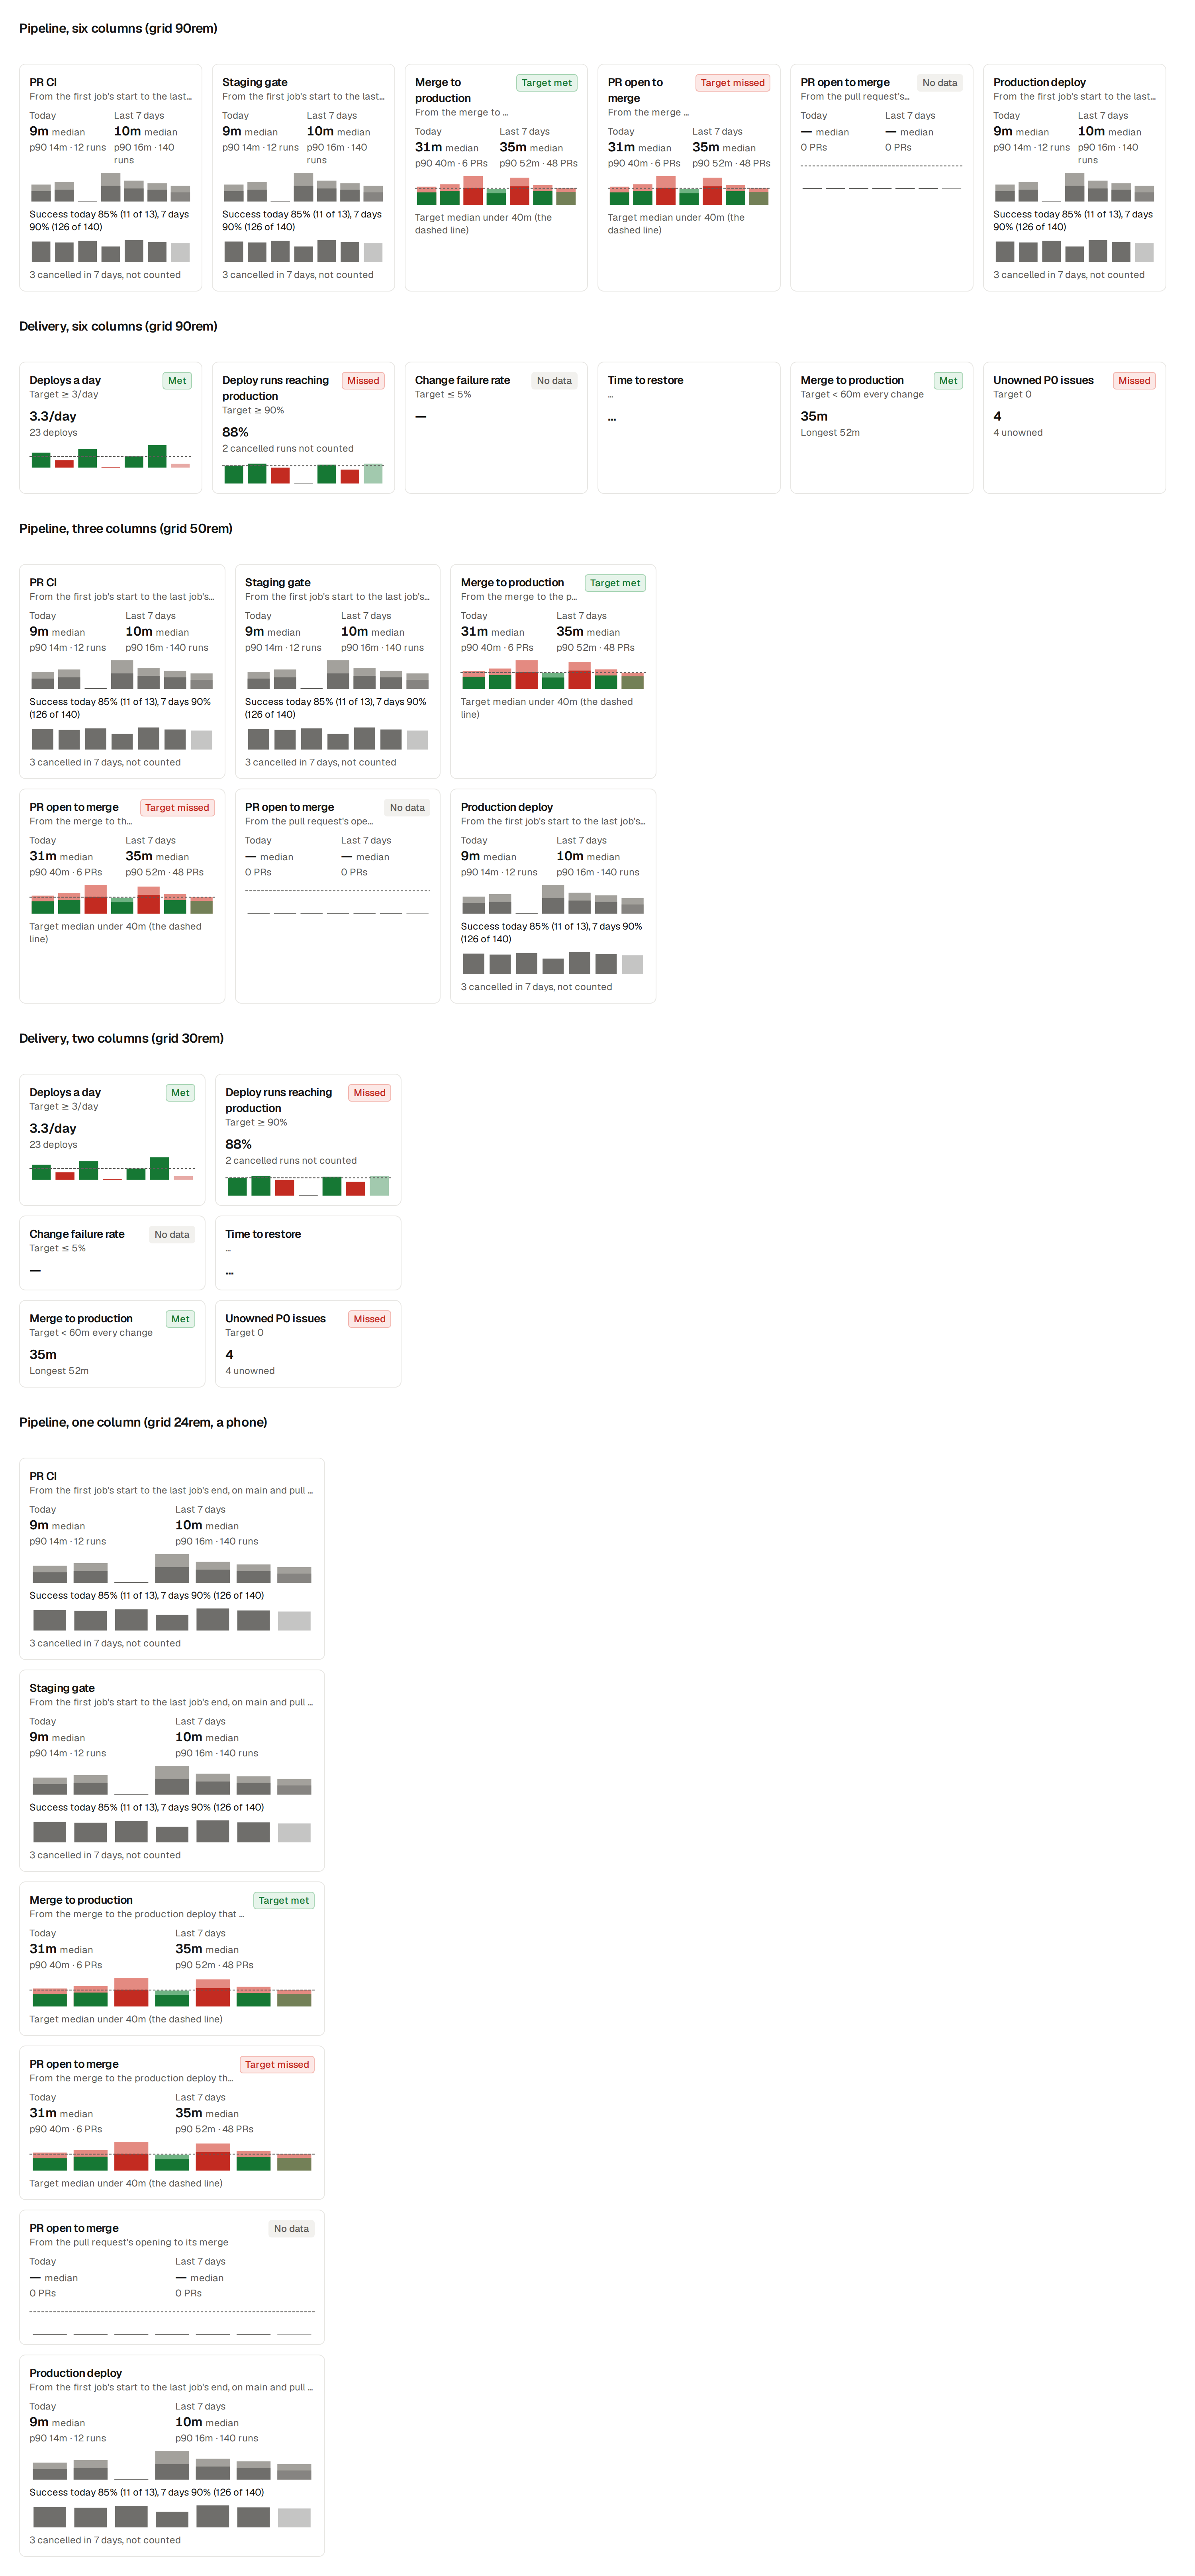 Pipeline, six columns (grid 90rem)
PR CI
From the first job's start to the last...
Today
Last 7 days
9m median
10m median
p90 14m · 12 runs
p90 16m · 140 runs
Success today 85% (11 of 13), 7 days
90% (126 of 140)
3 cancelled in 7 days, not counted
Staging gate
From the first job's start to the last...
Today
Last 7 days
9m median
10m median
p90 14m · 12 runs
p90 16m · 140 runs
Success today 85% (11 of 13), 7 days
90% (126 of 140)
3 cancelled in 7 days, not counted
Merge to
production
Target met
From the merge to ...
Today
Last 7 days
31m median
35m median
p90 40m · 6 PRs
p90 52m · 48 PRs
Target median under 40m (the
dashed line)
PR open to
merge
Target missed
From the merge ...
Today
Last 7 days
31m median
35m median
p90 40m · 6 PRs
p90 52m · 48 PRs
Target median under 40m (the
dashed line)
PR open to merge
No data
From the pull request's...
Today
Last 7 days
— median
— median
0 PRs
0 PRs
Production deploy
From the first job's start to the last...
Today
Last 7 days
9m median
10m median
p90 14m · 12 runs
p90 16m · 140
runs
Success today 85% (11 of 13), 7 days
90% (126 of 140)
3 cancelled in 7 days, not counted
Delivery, six columns (grid 90rem)
Deploys a day
Met
Target ≥ 3/day
3.3/day
23 deploys
Deploy runs reaching
production
Missed
Target ≥ 90%
88%
2 cancelled runs not counted
Change failure rate
No data
Target ≤ 5%
—
Time to restore
...
...
Merge to production
Met
Target < 60m every change
35m
Longest 52m
Unowned P0 issues
Missed
Target 0
4
4 unowned
Pipeline, three columns (grid 50rem)
PR CI
From the first job's start to the last job's...
Today
Last 7 days
9m median
10m median
p90 14m · 12 runs
p90 16m · 140 runs
Success today 85% (11 of 13), 7 days 90%
(126 of 140)
3 cancelled in 7 days, not counted
Staging gate
From the first job's start to the last job's...
Today
Last 7 days
9m median
10m median
p90 14m · 12 runs
p90 16m · 140 runs
Success today 85% (11 of 13), 7 days 90%
(126 of 140)
3 cancelled in 7 days, not counted
Merge to production
Target met
From the merge to the p...
Today
Last 7 days
31m median
35m median
p90 40m · 6 PRs
p90 52m · 48 PRs
Target median under 40m (the dashed
line)
PR open to merge
Target missed
From the merge to th...
Today
Last 7 days
31m median
35m median
p90 40m · 6 PRs
p90 52m · 48 PRs
Target median under 40m (the dashed
line)
PR open to merge
No data
From the pull request's ope...
Today
Last 7 days
— median
— median
0 PRs
0 PRs
Production deploy
From the first job's start to the last job's...
Today
Last 7 days
9m median
10m median
p90 14m · 12 runs
p90 16m · 140 runs
Success today 85% (11 of 13), 7 days 90%
(126 of 140)
3 cancelled in 7 days, not counted
Delivery, two columns (grid 30rem)
Deploys a day
Met
Target ≥ 3/day
3.3/day
23 deploys
Deploy runs reaching
production
Missed
Target ≥ 90%
88%
2 cancelled runs not counted
Change failure rate
No data
Target ≤ 5%
—
Time to restore
...
...
Merge to production
Met
Target < 60m every change
35m
Longest 52m
Unowned P0 issues
Missed
Target 0
4
4 unowned
Pipeline, one column (grid 24rem, a phone)
PR CI
From the first job's start to the last job's end, on main and pull ...
Today
Last 7 days
9m median
10m median
p90 14m · 12 runs
p90 16m · 140 runs
Success today 85% (11 of 13), 7 days 90% (126 of 140)
3 cancelled in 7 days, not counted
Staging gate
From the first job's start to the last job's end, on main and pull ...
Today
Last 7 days
9m median
10m median
p90 14m · 12 runs
p90 16m · 140 runs
Success today 85% (11 of 13), 7 days 90% (126 of 140)
3 cancelled in 7 days, not counted
Merge to production
Target met
From the merge to the production deploy that ...
Today
Last 7 days
31m median
35m median
p90 40m · 6 PRs
p90 52m · 48 PRs
Target median under 40m (the dashed line)
PR open to merge
Target missed
From the merge to the production deploy th...
Today
Last 7 days
31m median
35m median
p90 40m · 6 PRs
p90 52m · 48 PRs
Target median under 40m (the dashed line)
PR open to merge
No data
From the pull request's opening to its merge
Today
Last 7 days
— median
— median
0 PRs
0 PRs
Production deploy
From the first job's start to the last job's end, on main and pull ...
Today
Last 7 days
9m median
10m median
p90 14m · 12 runs
p90 16m · 140 runs
Success today 85% (11 of 13), 7 days 90% (126 of 140)
3 cancelled in 7 days, not counted